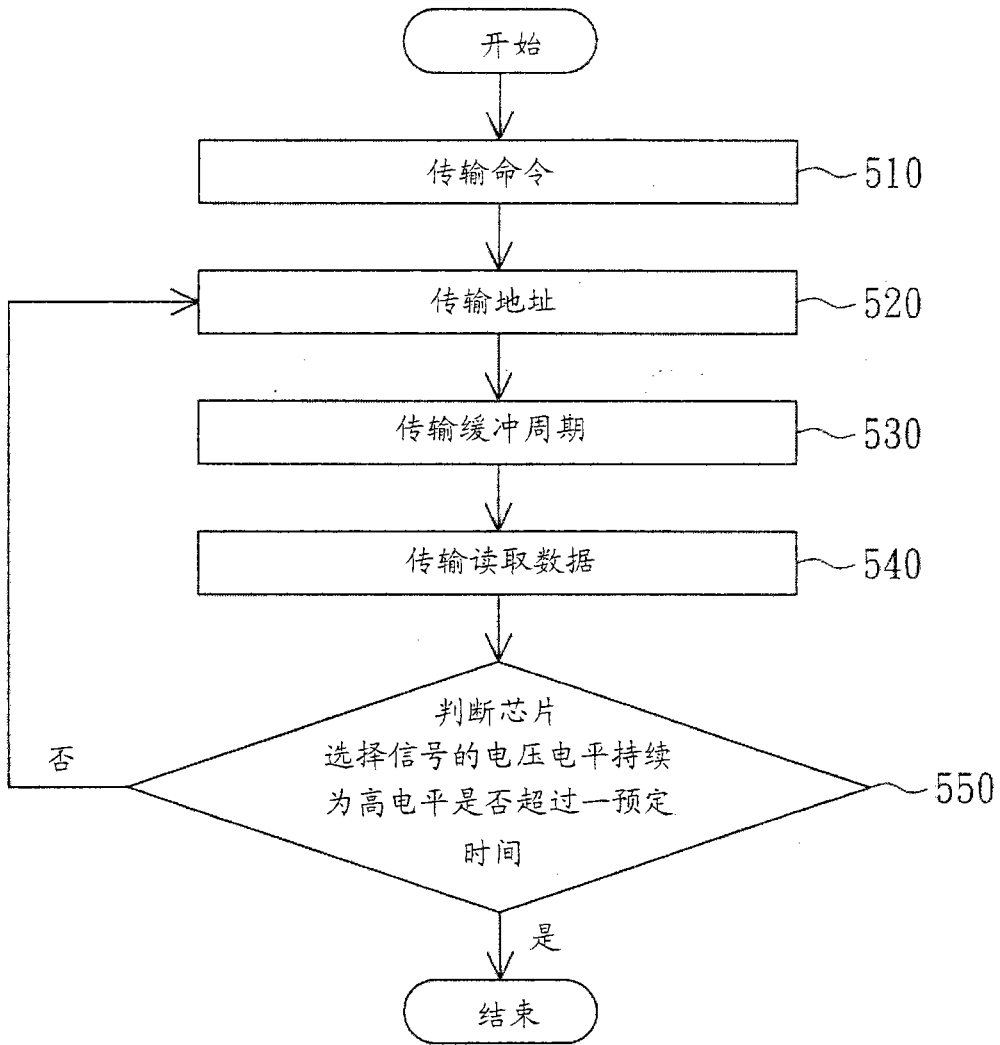 开始
传输命令
510
传输地址
520
传输缓冲周期
530
传输读取数据
540
判断芯片
选择信号的电压电平持续
为高电平是否超过一预定
时间
550
否
是
结束